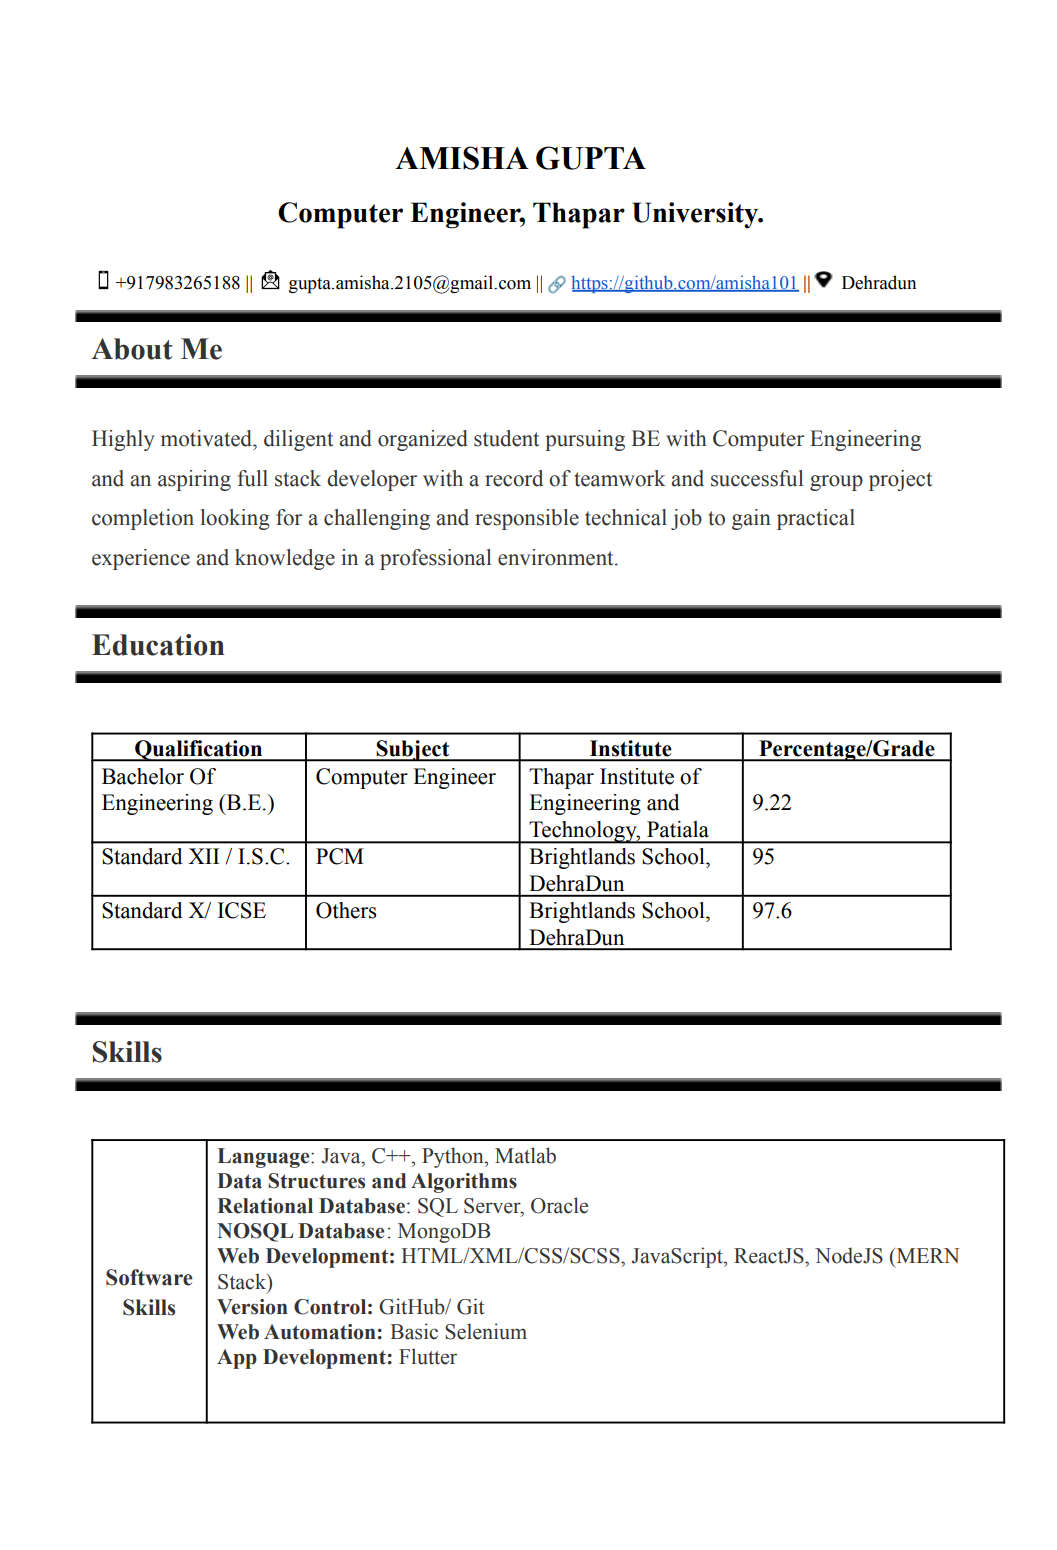 AMISHA GUPTA
Computer Engineer, Thapar University.
+917983265188 || gupta.amisha.2105@gmail.com || https://github.com/amisha101 || Dehradun
About Me
Highly motivated, diligent and organized student pursuing BE with Computer Engineering
and an aspiring full stack developer with a record of teamwork and successful group project
completion looking for a challenging and responsible technical job to gain practical
experience and knowledge in a professional environment.
Education
Qualification Subject Institute Percentage/Grade
Bachelor Of Computer Engineer Thapar Institute of
Engineering (B.E.) Engineering and 9.22
Technology, Patiala
Standard XII / I.S.C. PCM Brightlands School, 95
DehraDun
Standard X/ ICSE Others Brightlands School, 97.6
DehraDun
Skills
Language: Java, C++, Python, Matlab
Data Structures and Algorithms
Relational Database: SQL Server, Oracle
NOSQL Database: MongoDB
Web Development: HTML/XML/CSS/SCSS, JavaScript, ReactJS, NodeJS (MERN
Software Stack)
Skills Version Control: GitHub/ Git
Web Automation: Basic Selenium
App Development: Flutter